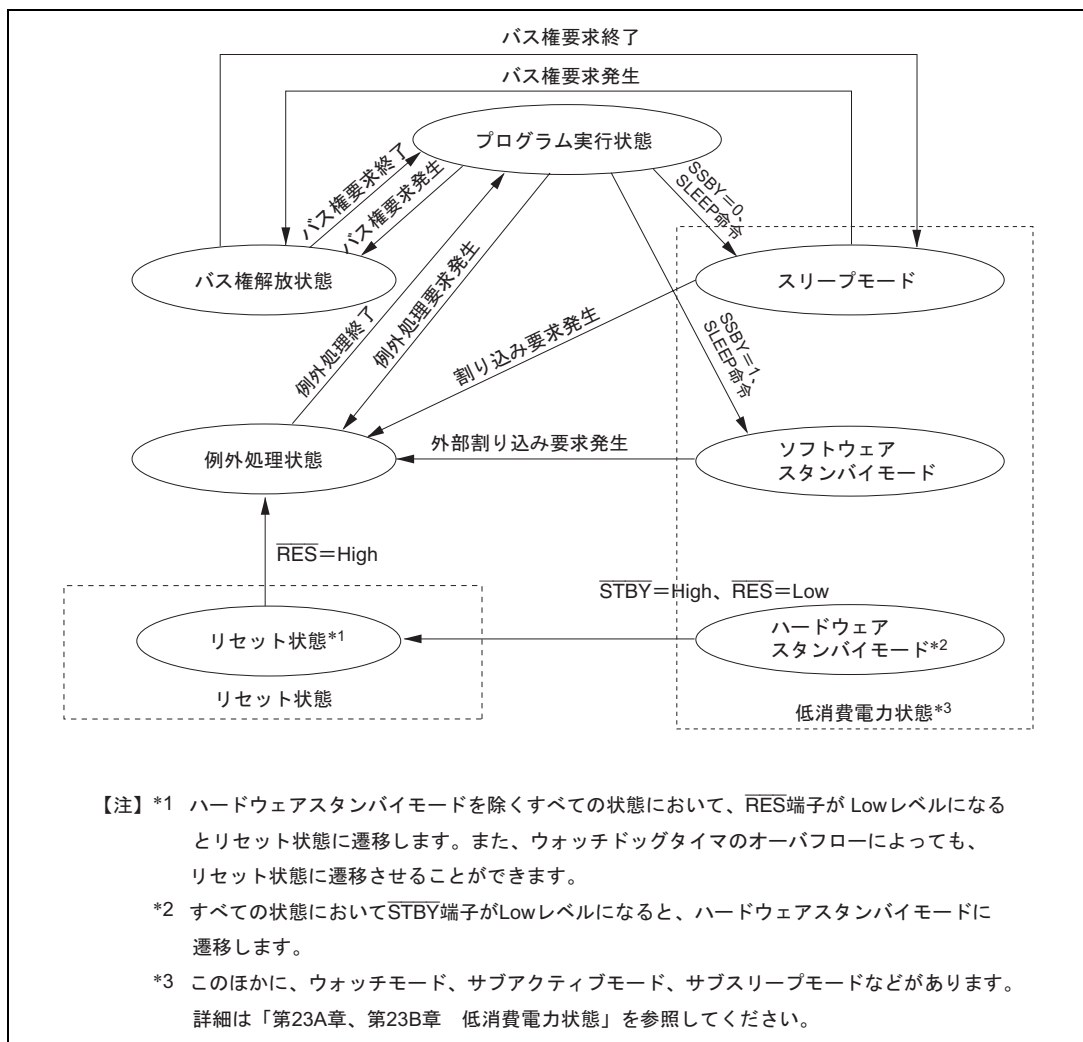 バス権要求終了
バス権要求発生
プログラム実行状態
バス権要求終了
バス権要求発生
SSBY=0、
SLEEP命令
バス権解放状態
スリープモード
例外処理終了
例外処理要求発生
割り込み要求発生
SSBY=1、
SLEEP命令
例外処理状態
外部割り込み要求発生
ソフトウェア
スタンバイモード
RES=High
STBY=High、RES=Low
リセット状態*1
ハードウェア
スタンバイモード*2
リセット状態
低消費電力状態*3
【注】*1 ハードウェアスタンバイモードを除くすべての状態において、RES端子が Lowレベルになる
とリセット状態に遷移します。また、ウォッチドッグタイマのオーバフローによっても、
リセット状態に遷移させることができます。
*2 すべての状態においてSTBY端子がLowレベルになると、ハードウェアスタンバイモードに
遷移します。
*3 このほかに、ウォッチモード、サブアクティブモード、サブスリープモードなどがあります。
詳細は「第23A章、第23B章 低消費電力状態」を参照してください。